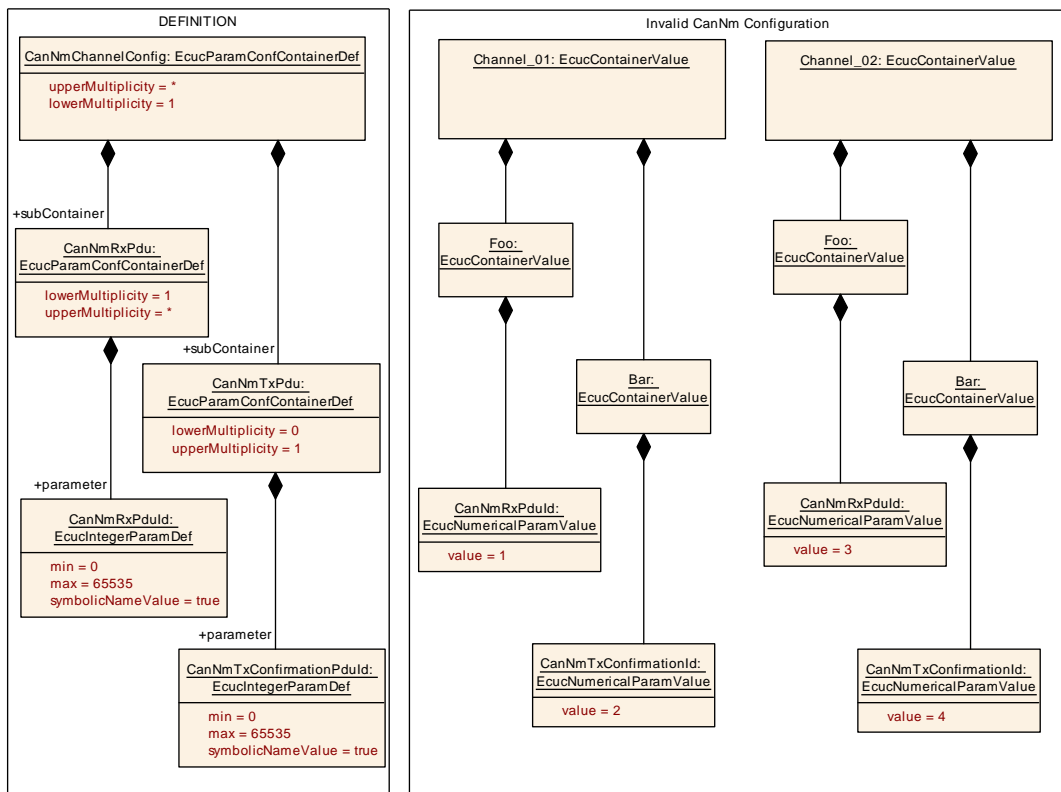 DEFINITION
CanNmChannelConfig: EcucParamConfContainerDef
upperMultiplicity = *
lowerMultiplicity = 1
+subContainer
CanNmRxPdu:
EcucParamConfContainerDef
lowerMultiplicity = 1
upperMultiplicity = *
+subContainer
CanNmTxPdu:
EcucParamConfContainerDef
lowerMultiplicity = 0
upperMultiplicity = 1
+parameter
CanNmRxPduId:
EcucIntegerParamDef
min = 0
max = 65535
symbolicNameValue = true
+parameter
CanNmTxConfirmationPduId:
EcucIntegerParamDef
min = 0
max = 65535
symbolicNameValue = true
Invalid CanNm Configuration
Channel_01: EcucContainerValue
Foo:
EcucContainerValue
Bar:
EcucContainerValue
CanNmRxPduId:
EcucNumericalParamValue
value = 1
CanNmTxConfirmationId:
EcucNumericalParamValue
value = 2
Channel_02: EcucContainerValue
Foo:
EcucContainerValue
Bar:
EcucContainerValue
CanNmRxPduId:
EcucNumericalParamValue
value = 3
CanNmTxConfirmationId:
EcucNumericalParamValue
value = 4